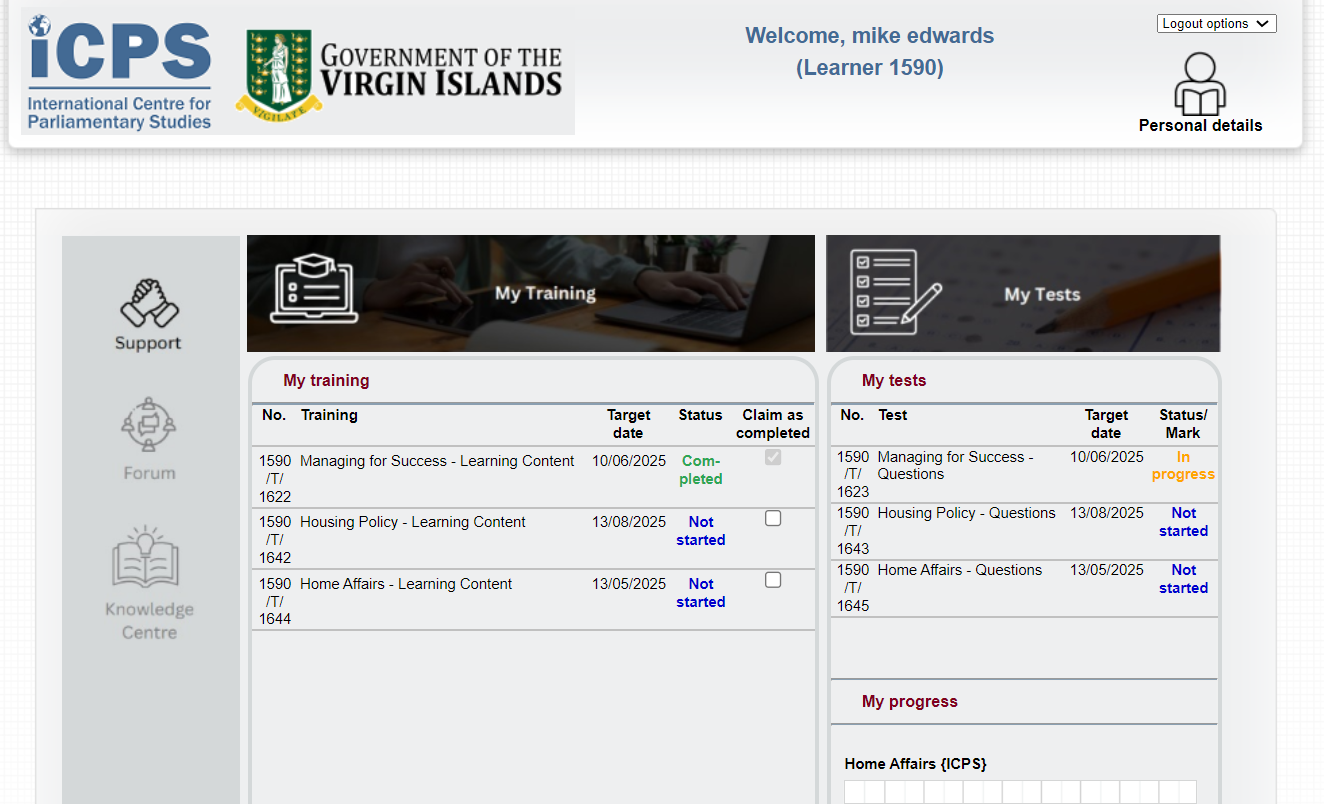 iCPS
International Centre for
Parliamentary Studies
VIGILATE
GOVERNMENT OF THE
VIRGIN ISLANDS
Welcome, mike edwards
(Learner 1590)
Logout options
Personal details
Support
Forum
Knowledge
Centre
My Training
My training
No. Training Target date Status Claim as completed
1590 /T/ 1622 Managing for Success - Learning Content 10/06/2025 Com-pleted
1590 /T/ 1642 Housing Policy - Learning Content 13/08/2025 Not started
1590 /T/ 1644 Home Affairs - Learning Content 13/05/2025 Not started
My Tests
My tests
No. Test Target date Status/ Mark
1590 /T/ 1623 Managing for Success - Questions 10/06/2025 In progress
1590 /T/ 1643 Housing Policy - Questions 13/08/2025 Not started
1590 /T/ 1645 Home Affairs - Questions 13/05/2025 Not started
My progress
Home Affairs {ICPS}